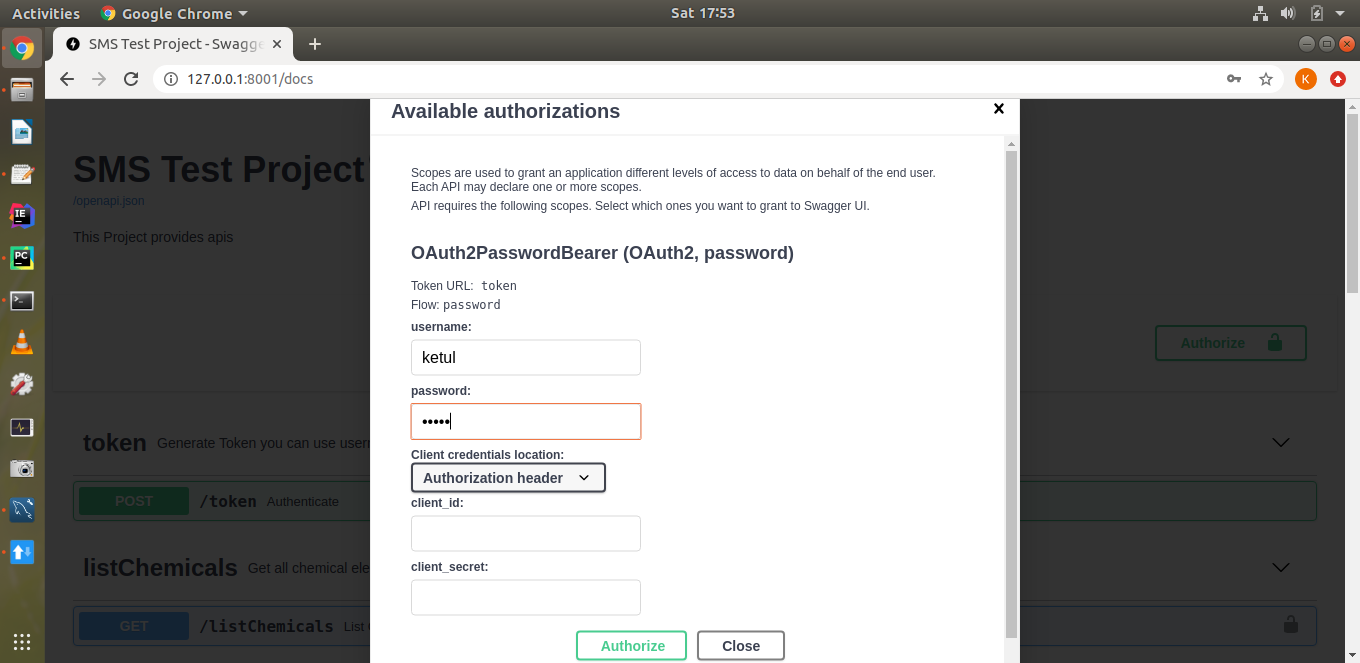 Activities Google Chrome Sat 17:53
SMS Test Project - Swagge
127.0.0.1:8001/docs K
Available authorizations
SMS Test Project
/openapi.json
This Project provides apis
Scopes are used to grant an application different levels of access to data on behalf of the end user.
Each API may declare one or more scopes.
API requires the following scopes. Select which ones you want to grant to Swagger UI.
OAuth2PasswordBearer (OAuth2, password)
Token URL: token
Flow: password
username:
ketul
password:
•••••
Client credentials location:
Authorization header
client_id:
client_secret:
Authorize Close
Authorize
token Generate Token you can use usern
POST /token Authenticate
listChemicals Get all chemical ele
GET /listChemicals List
IE
PC